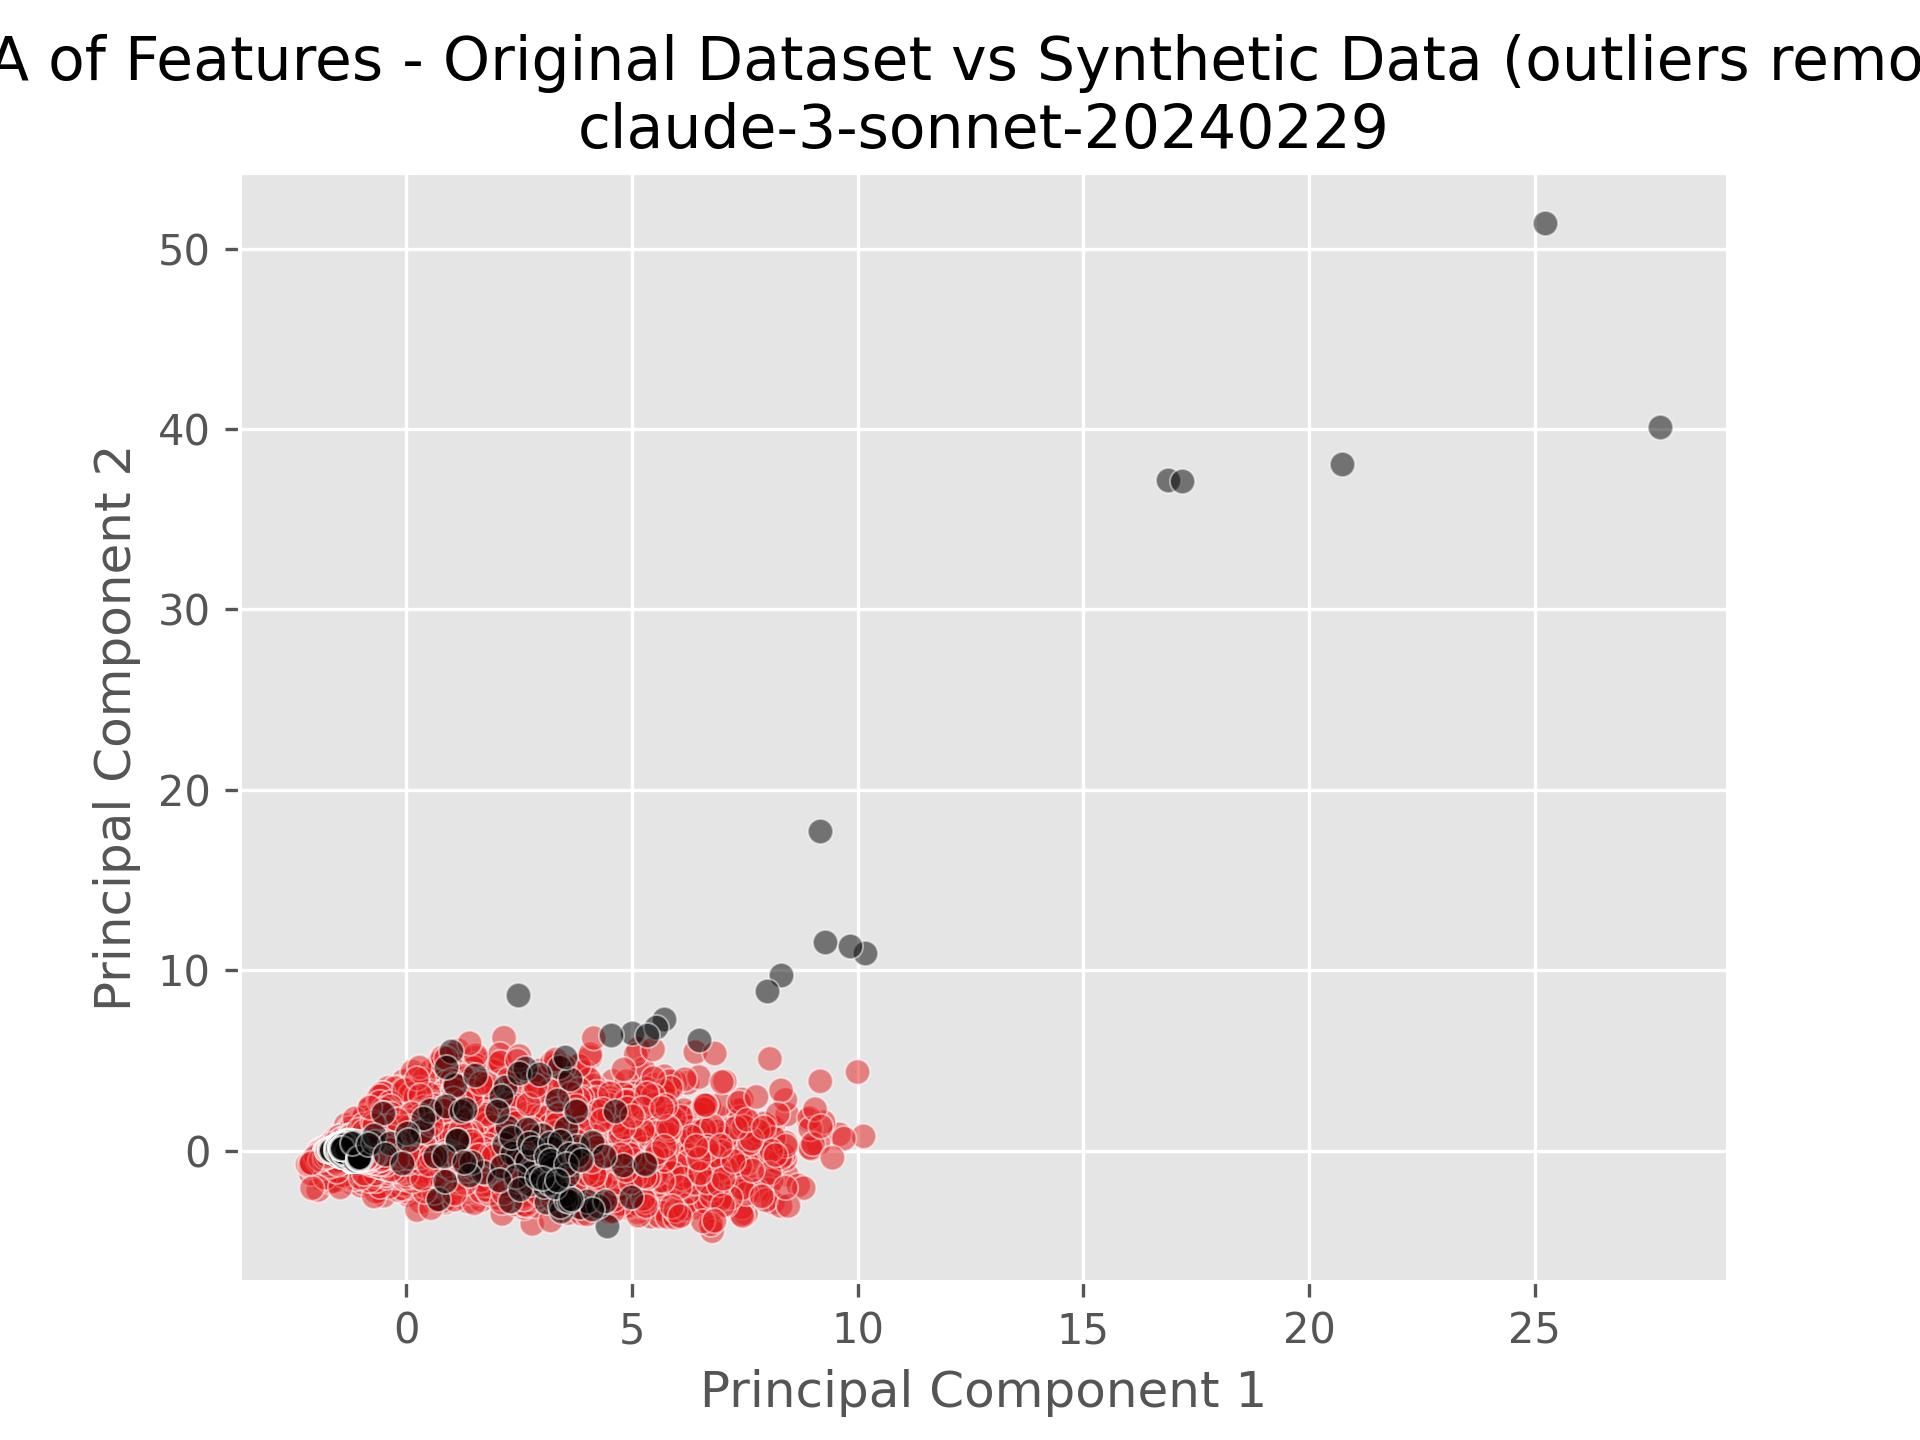 A of Features - Original Dataset vs Synthetic Data (outliers remo
claude-3-sonnet-20240229
50
40
30
20
10
0
Principal Component 2
0 5 10 15 20 25
Principal Component 1